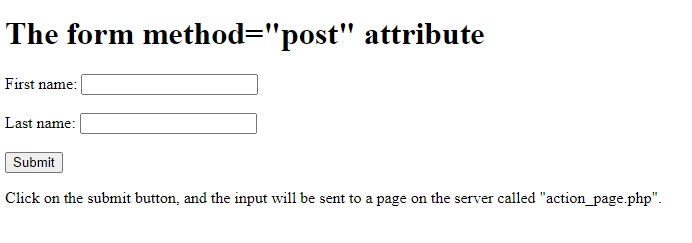 The form method="post" attribute
First name:
Last name:
Submit
Click on the submit button, and the input will be sent to a page on the server called "action_page.php".